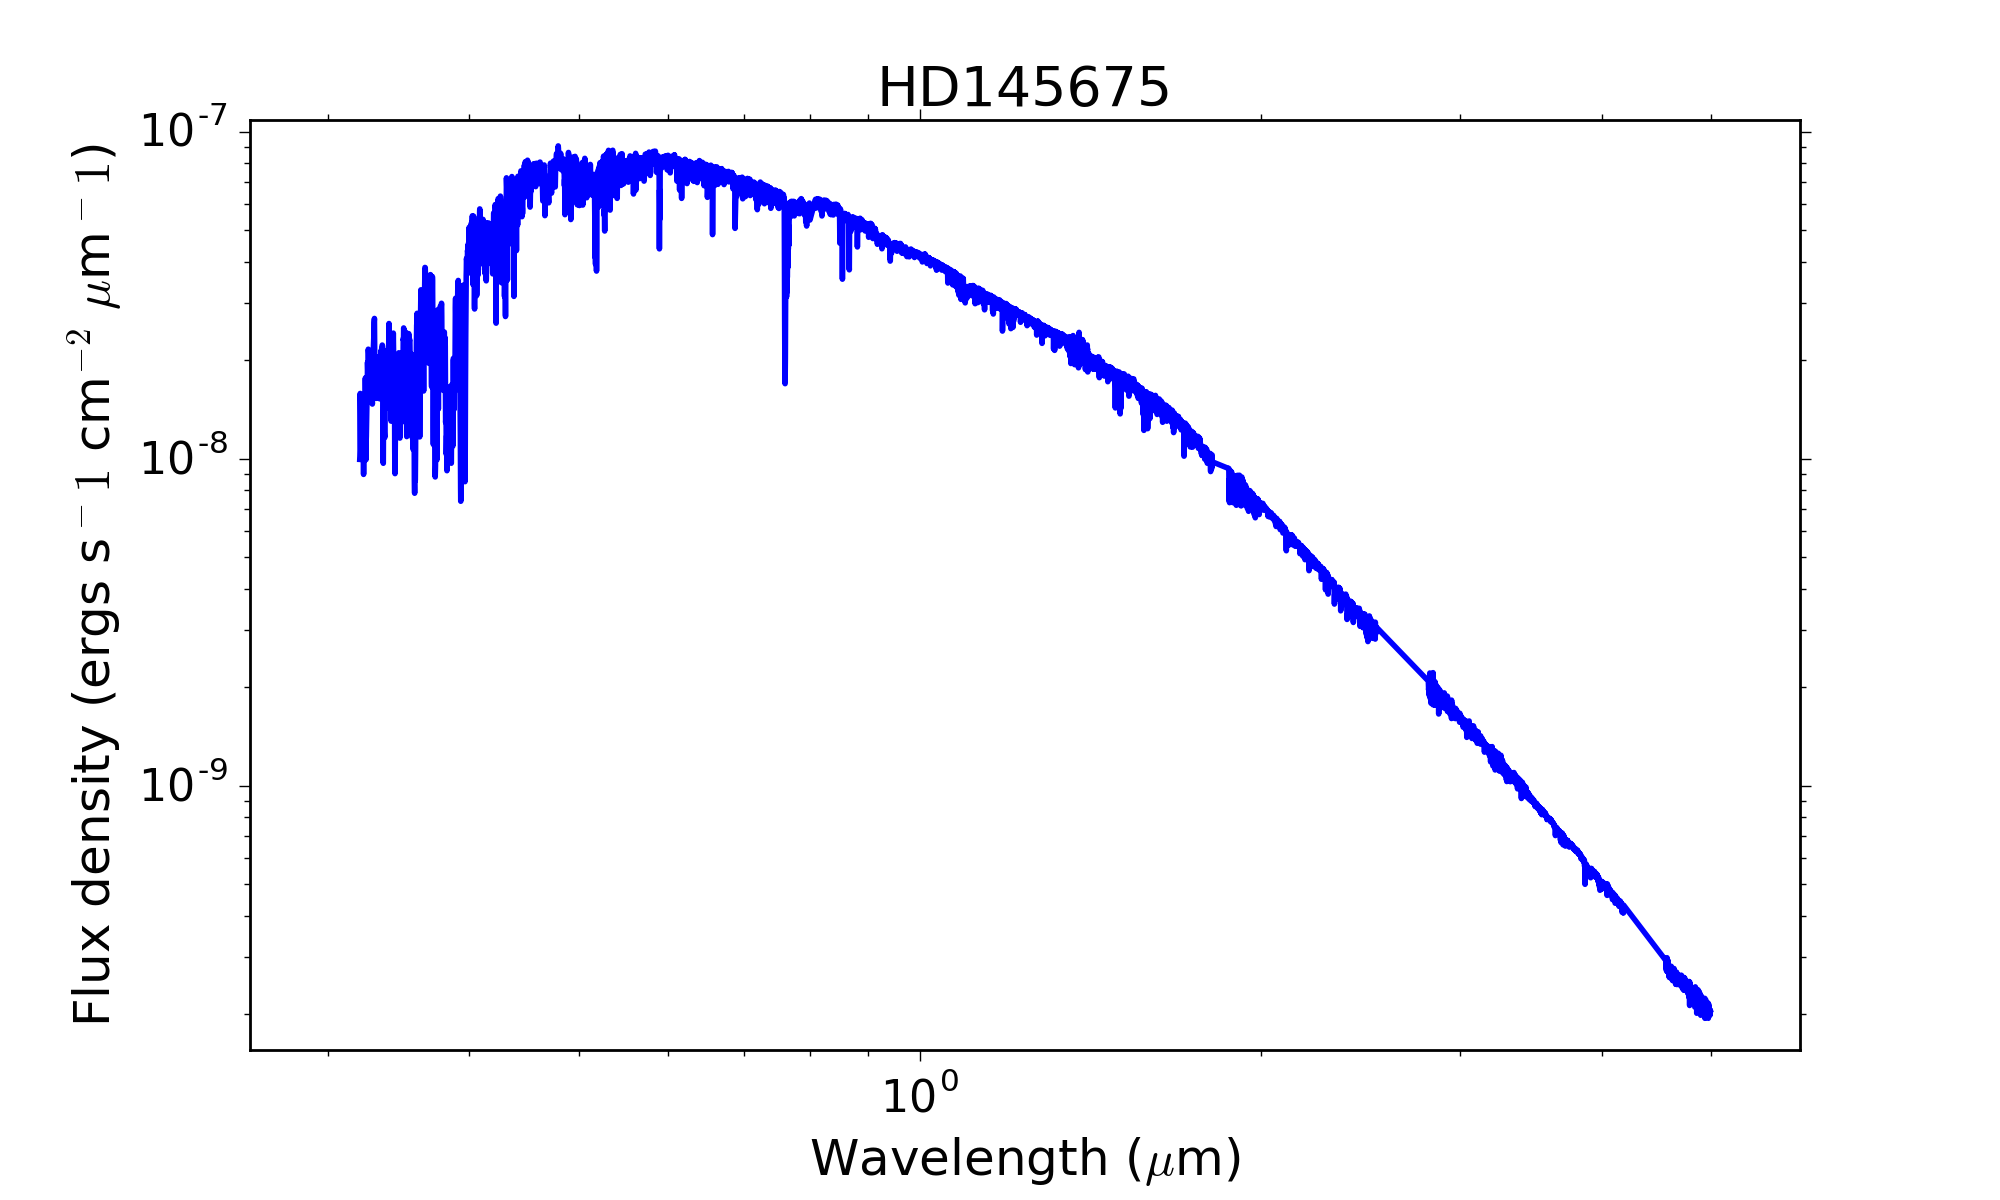 HD145675
10^-7
10^-8
10^-9
Flux density (ergs s − 1 cm^−2 μm − 1)
10^0
Wavelength (μm)